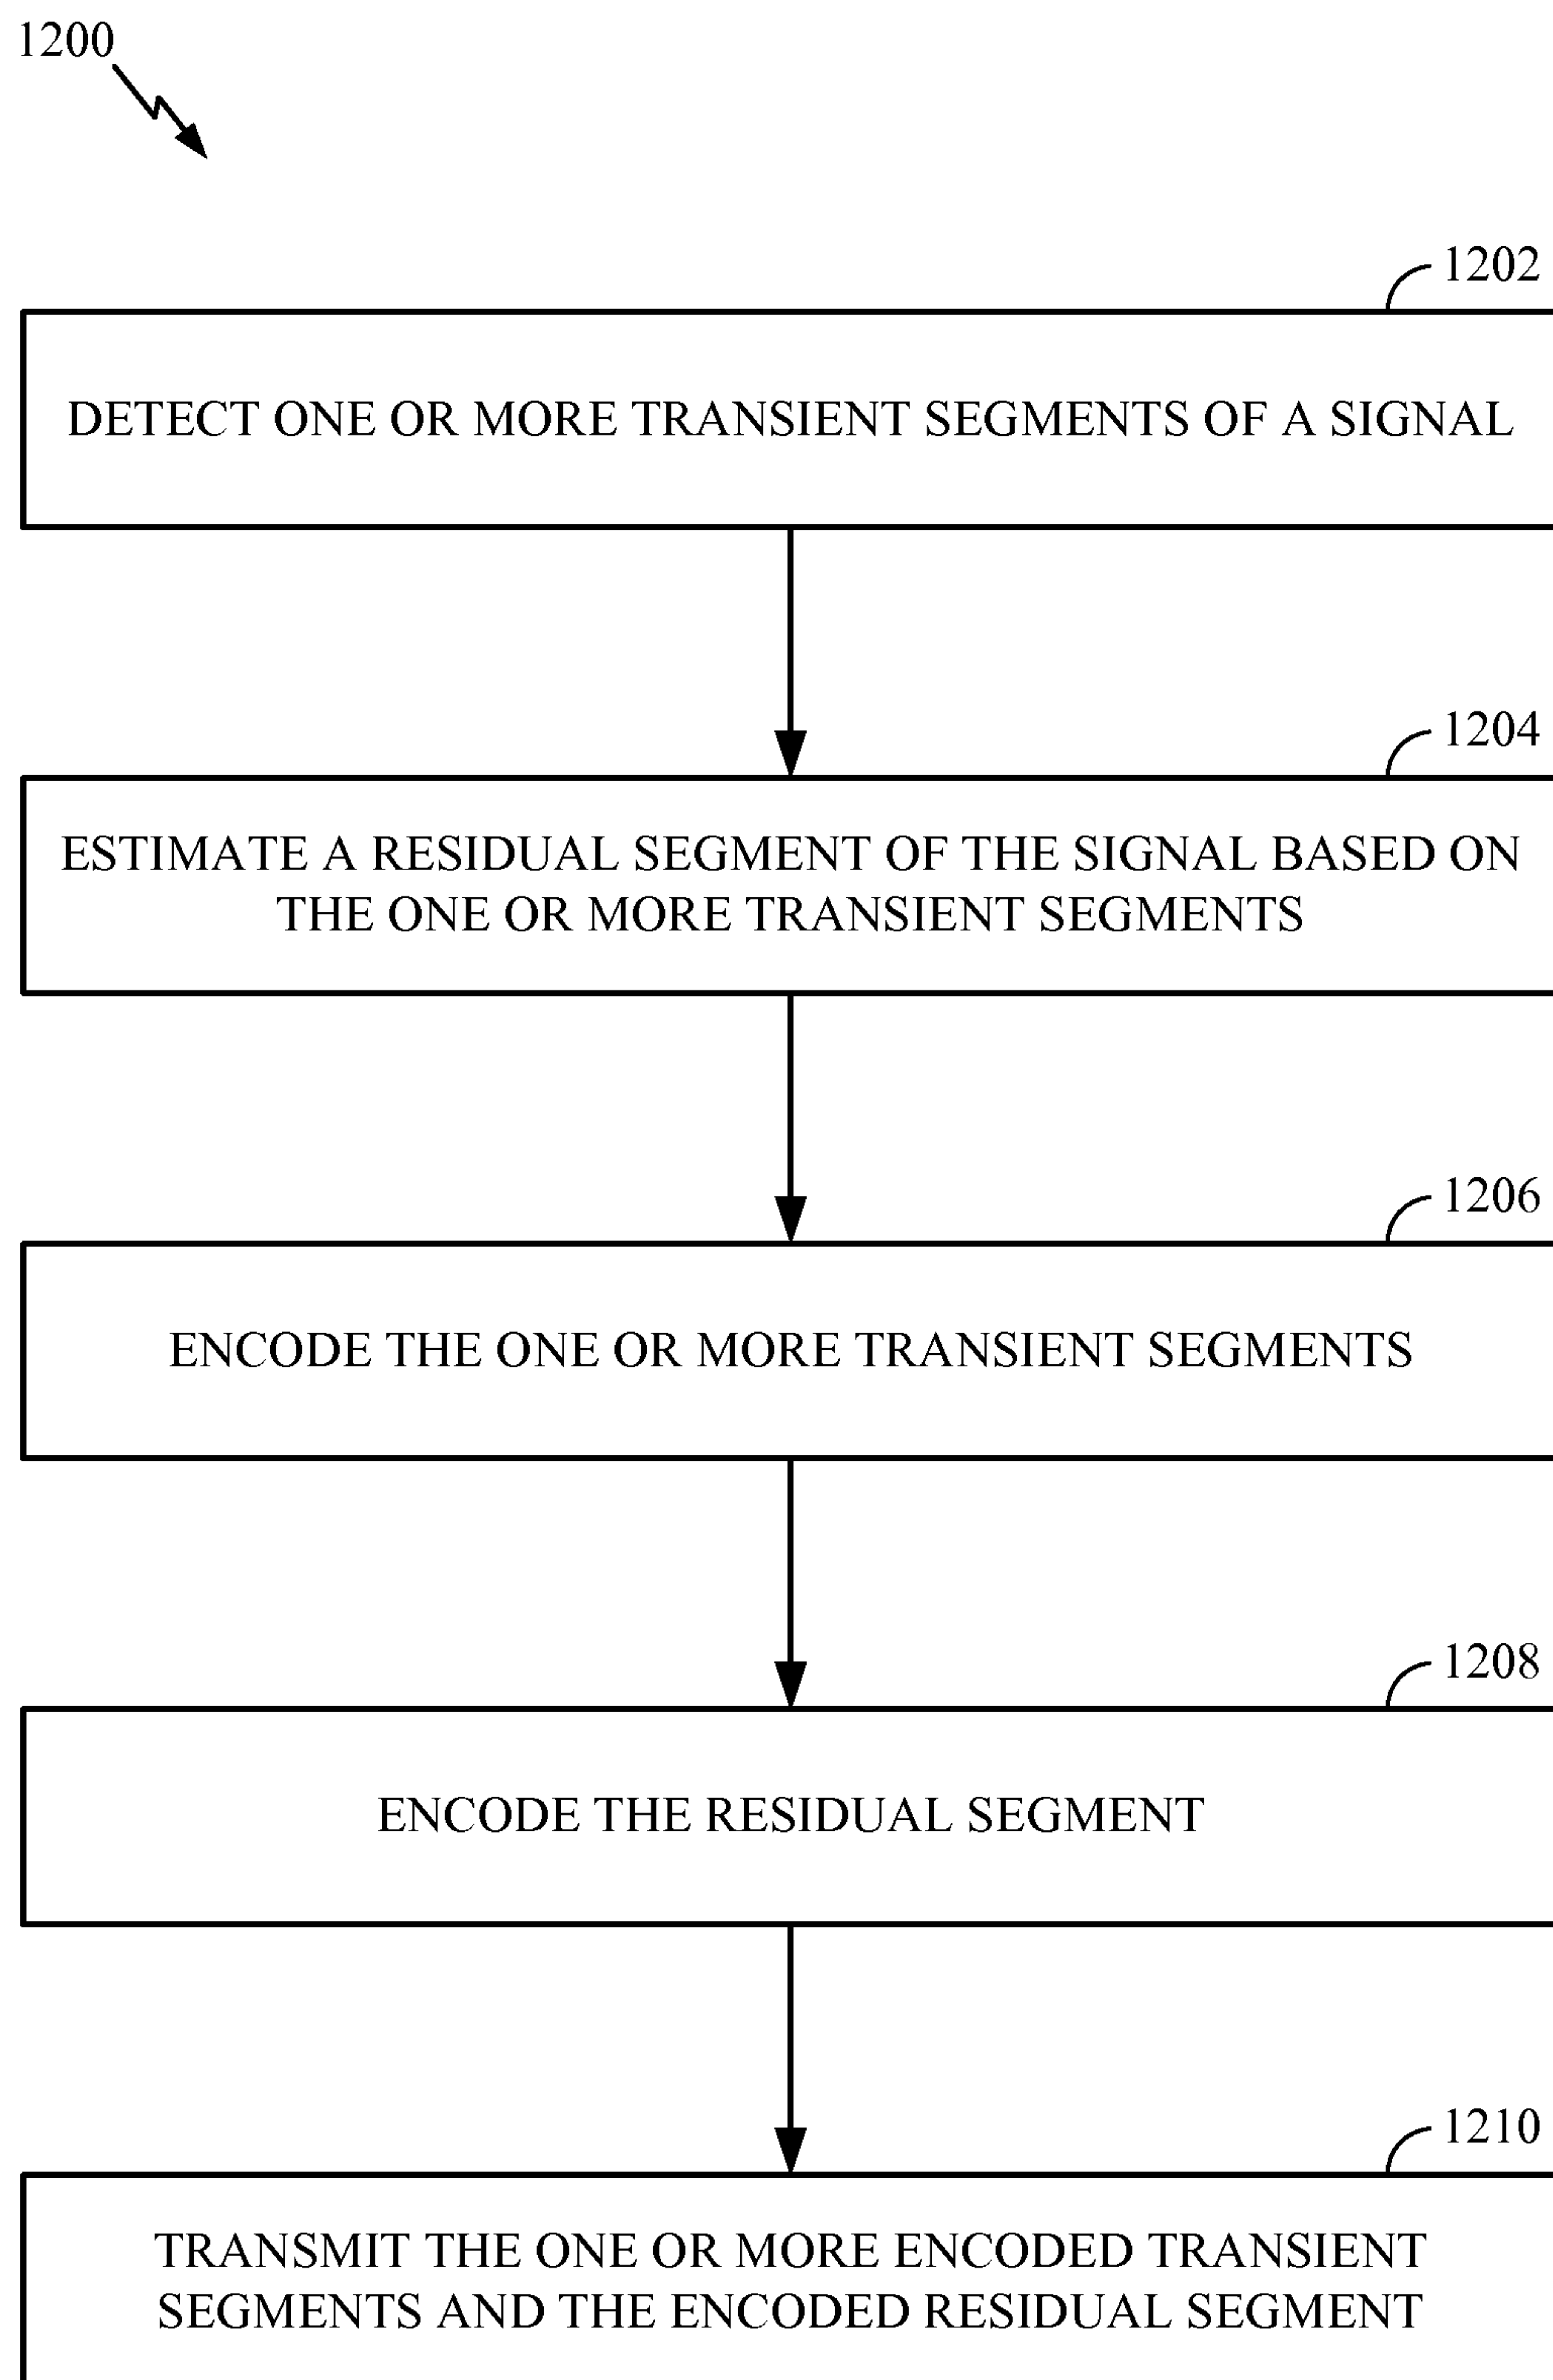 1200
1202
DETECT ONE OR MORE TRANSIENT SEGMENTS OF A SIGNAL
1204
ESTIMATE A RESIDUAL SEGMENT OF THE SIGNAL BASED ON
THE ONE OR MORE TRANSIENT SEGMENTS
1206
ENCODE THE ONE OR MORE TRANSIENT SEGMENTS
1208
ENCODE THE RESIDUAL SEGMENT
1210
TRANSMIT THE ONE OR MORE ENCODED TRANSIENT
SEGMENTS AND THE ENCODED RESIDUAL SEGMENT